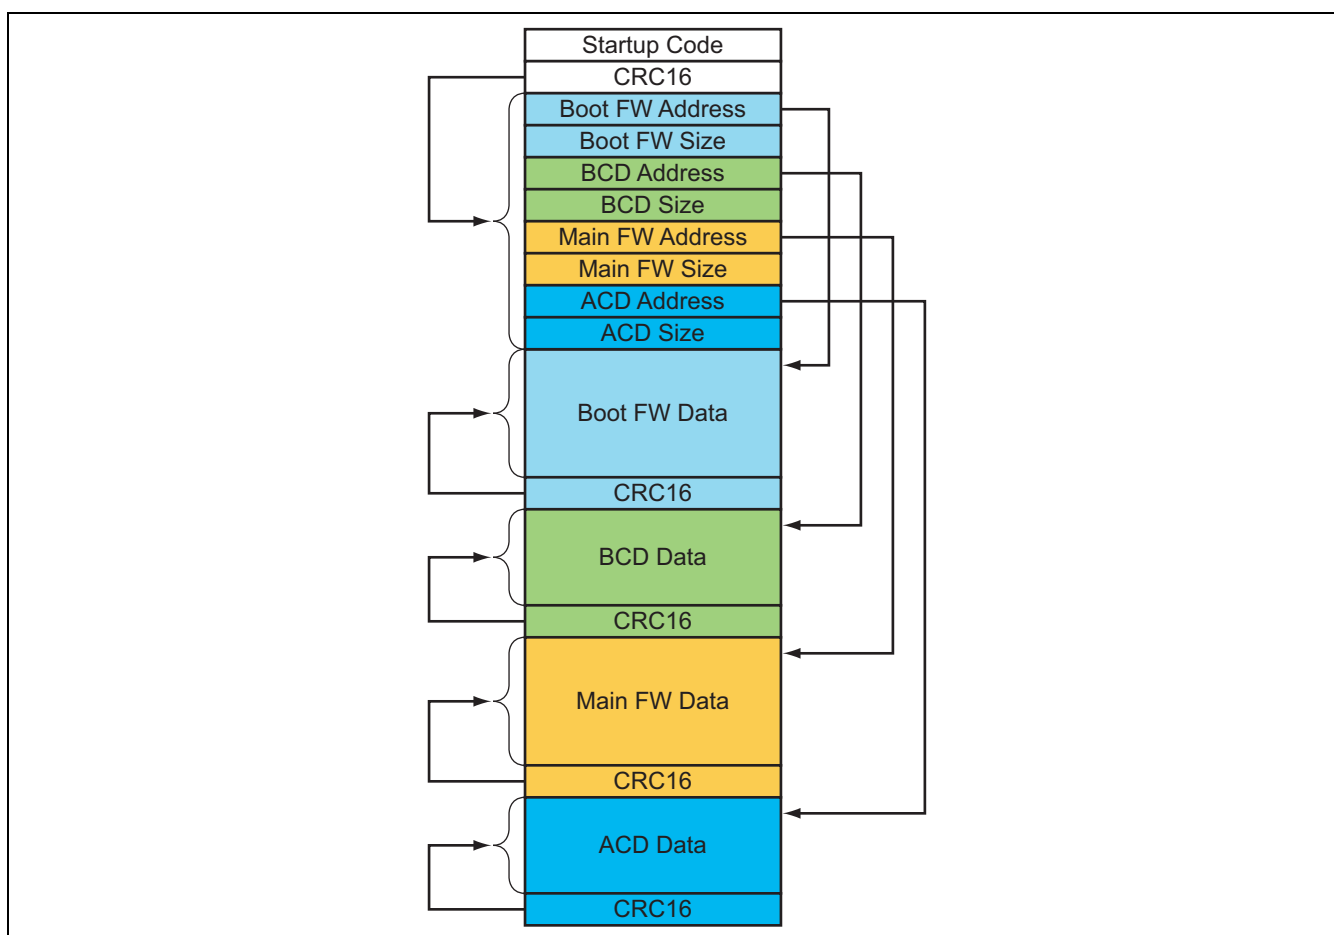 Startup Code
CRC16
Boot FW Address
Boot FW Size
BCD Address
BCD Size
Main FW Address
Main FW Size
ACD Address
ACD Size
Boot FW Data
CRC16
BCD Data
CRC16
Main FW Data
CRC16
ACD Data
CRC16